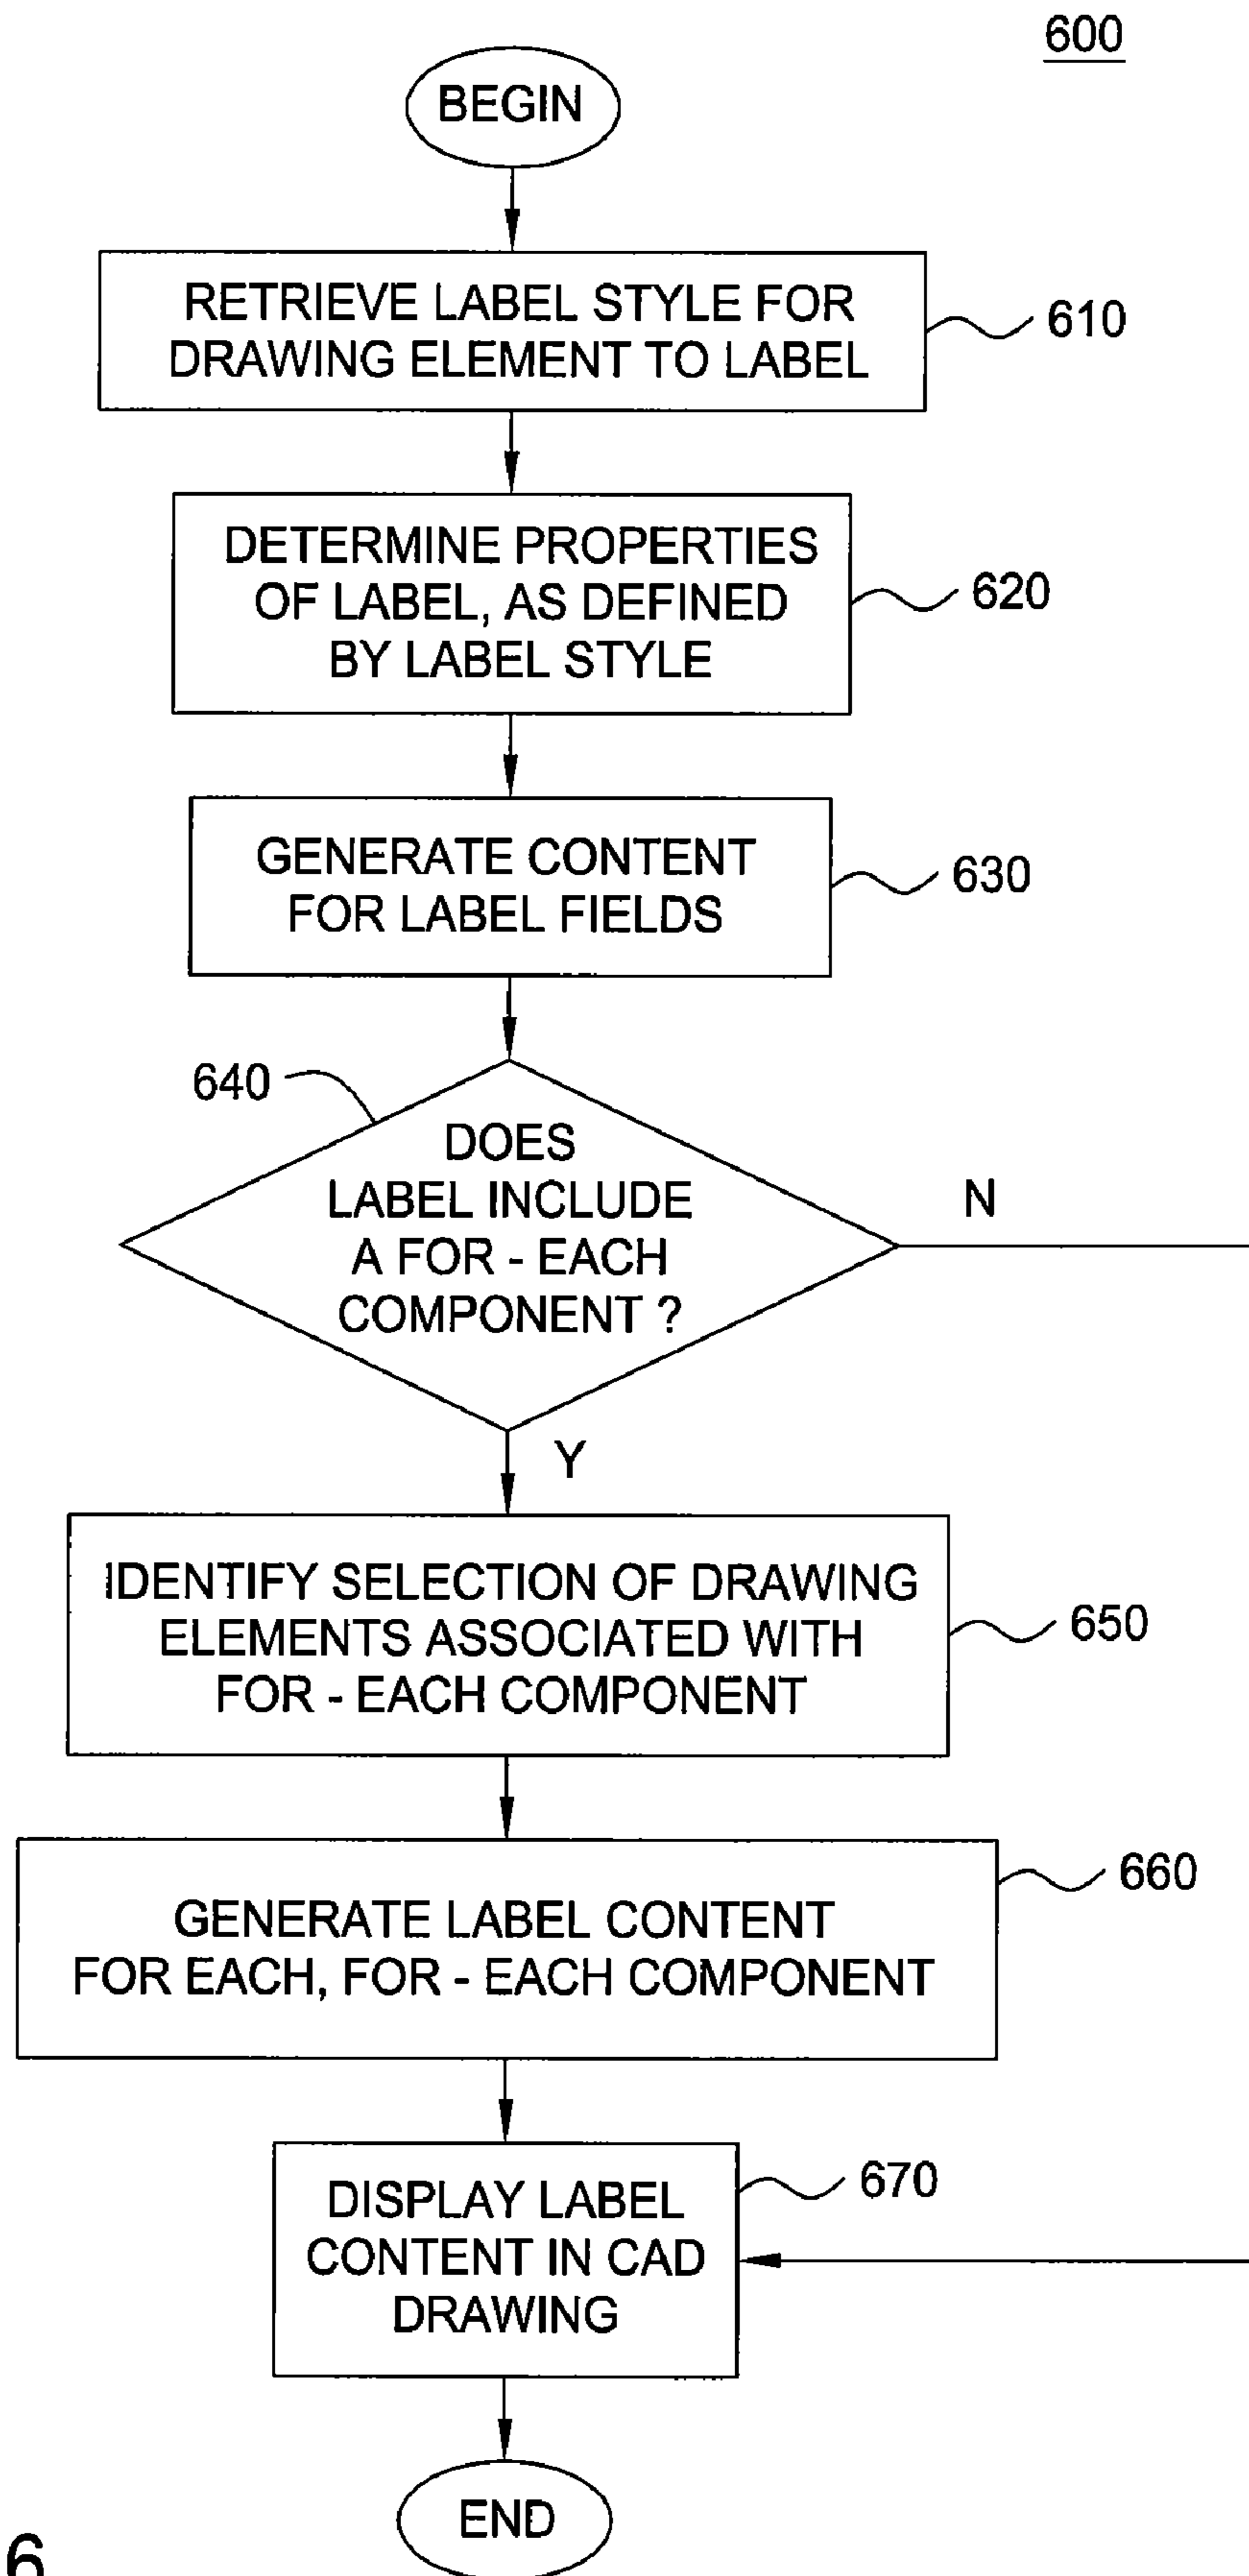 600
BEGIN
RETRIEVE LABEL STYLE FOR
DRAWING ELEMENT TO LABEL
610
DETERMINE PROPERTIES
OF LABEL, AS DEFINED
BY LABEL STYLE
620
GENERATE CONTENT
FOR LABEL FIELDS
630
640
DOES
LABEL INCLUDE
A FOR - EACH
COMPONENT ?
N
Y
IDENTIFY SELECTION OF DRAWING
ELEMENTS ASSOCIATED WITH
FOR - EACH COMPONENT
650
GENERATE LABEL CONTENT
FOR EACH, FOR - EACH COMPONENT
660
DISPLAY LABEL
CONTENT IN CAD
DRAWING
670
END
6